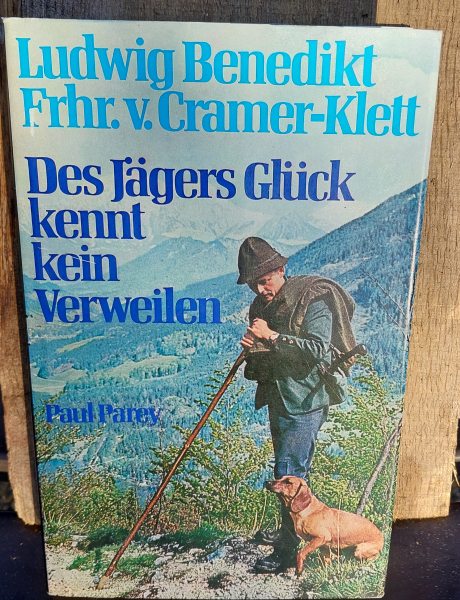 Ludwig Benedikt
Frhr. v. Cramer-Klett
Des Jägers Glück
kennt
kein
Verweilen
Paul Parey